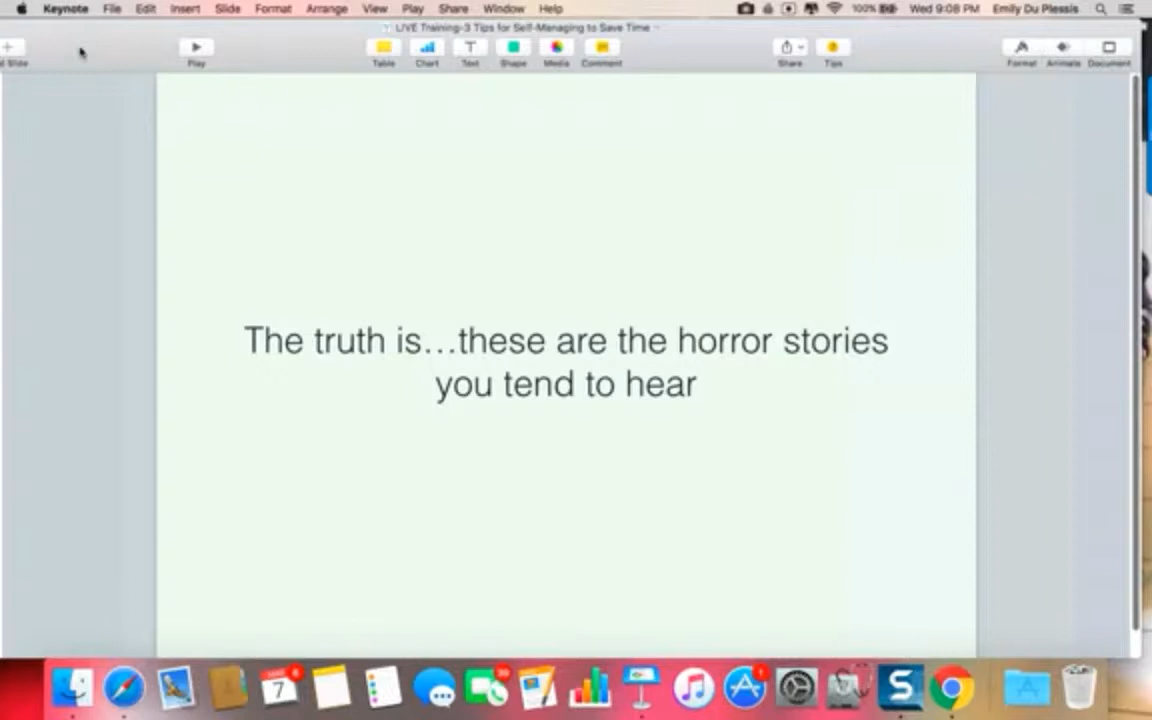 Keynote File Edit Insert Slide Format Arrange View Play Share Window Help 100% Wed 9:08 PM Emily Du Plessis
LIVE Training-3 Tips for Self-Managing to Save Time
Slide Play Table Chart Text Shape Media Comment Share Tips Format Animate Document
The truth is…these are the horror stories
you tend to hear
7